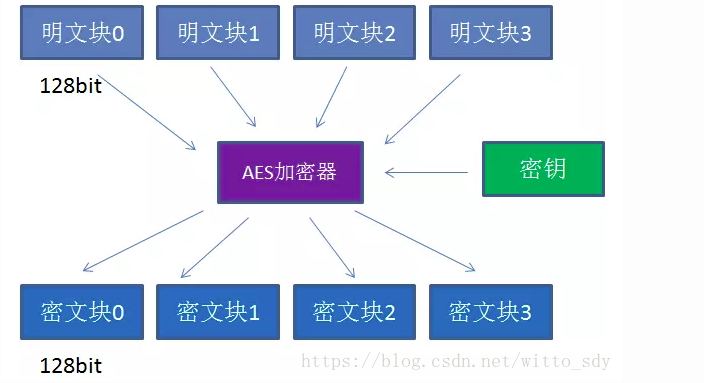 明文块0
明文块1
明文块2
明文块3
128bit
AES加密器
密钥
密文块0
密文块1
密文块2
密文块3
128bit
https://blog.csdn.net/witto_sdy